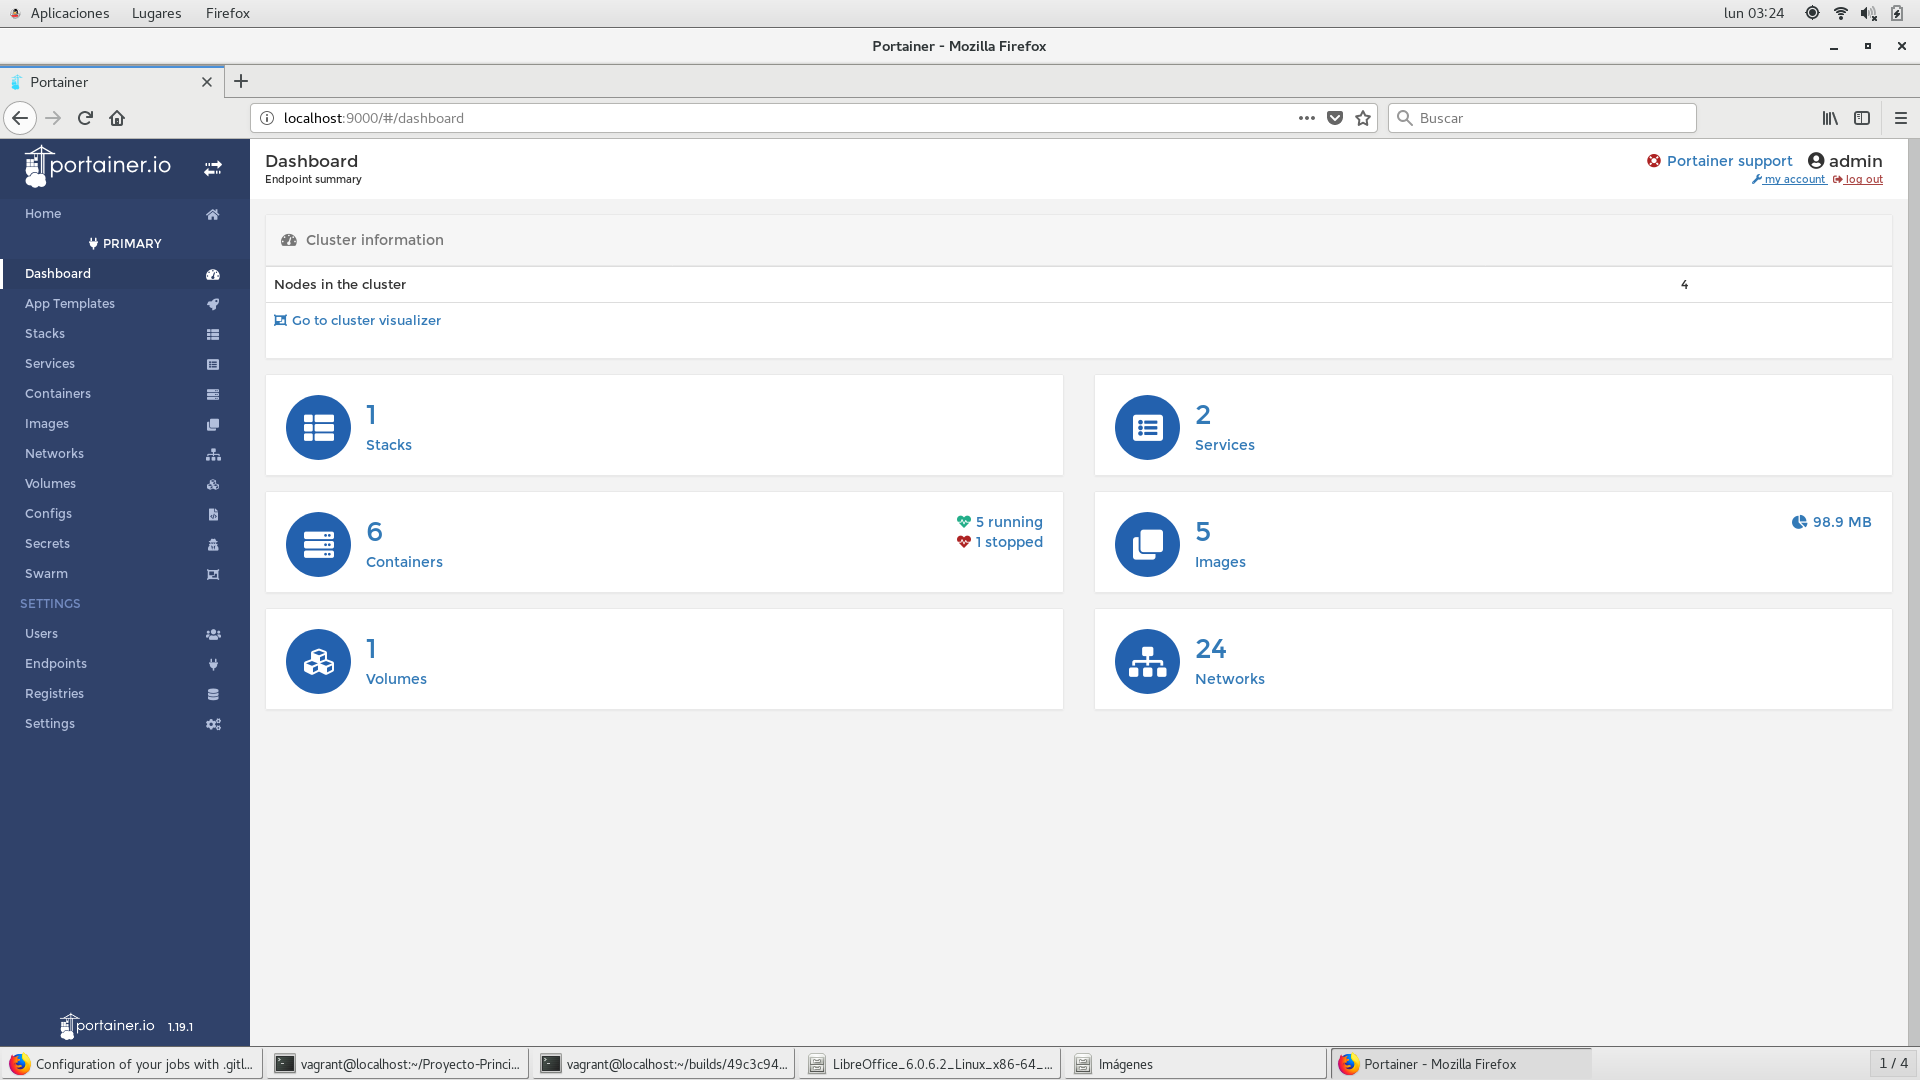 Aplicaciones Lugares Firefox lun 03:24
Portainer - Mozilla Firefox
Portainer
localhost:9000/#/dashboard Buscar
portainer.io
Home
PRIMARY
Dashboard
App Templates
Stacks
Services
Containers
Images
Networks
Volumes
Configs
Secrets
Swarm
SETTINGS
Users
Endpoints
Registries
Settings
portainer.io 1.19.1
Dashboard
Endpoint summary
Portainer support admin
my account log out
Cluster information
Nodes in the cluster 4
Go to cluster visualizer
1
Stacks
2
Services
6
Containers
5 running
1 stopped
5
Images
98.9 MB
1
Volumes
24
Networks
Configuration of your jobs with .gitl... vagrant@localhost:~/Proyecto-Princi... vagrant@localhost:~/builds/49c3c94... LibreOffice_6.0.6.2_Linux_x86-64_... Imágenes Portainer - Mozilla Firefox 1 / 4